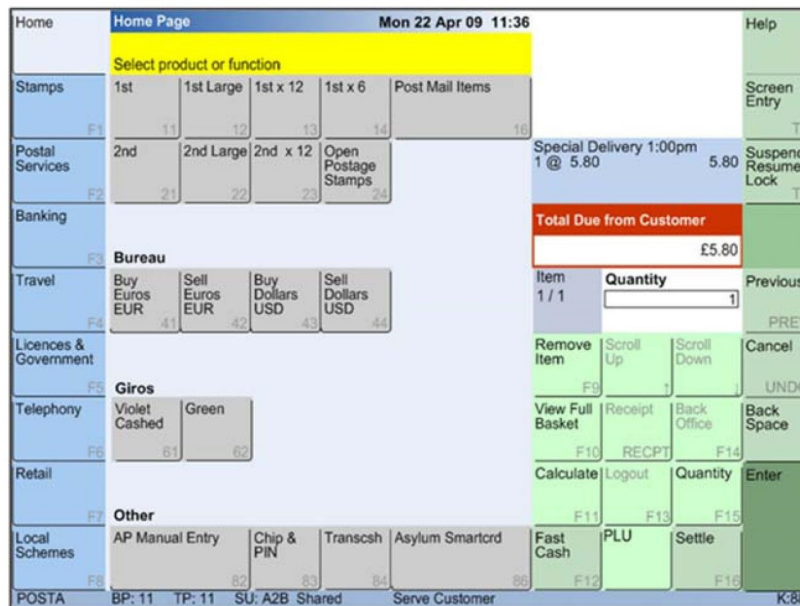 Home
Home Page
Mon 22 Apr 09 11:36
Help
Select product or function
Stamps
F1
1st
11
1st Large
12
1st x 12
13
1st x 6
14
Post Mail Items
16
Screen
Entry
T
Postal
Services
F2
2nd
21
2nd Large
22
2nd x 12
23
Open
Postage
Stamps
24
Special Delivery 1:00pm
1 @ 5.80
5.80
Suspend
Resume
Lock
T
Banking
F3
Bureau
Total Due from Customer
£5.80
Travel
F4
Buy
Euros
EUR
41
Sell
Euros
EUR
42
Buy
Dollars
USD
43
Sell
Dollars
USD
44
Item
1 / 1
Quantity
1
Previous
PRE
Licences &
Government
F5
Giros
Remove
Item
F9
Scroll
Up
↑
Scroll
Down
↓
Cancel
UNDO
Telephony
F6
Violet
Cashed
61
Green
62
View Full
Basket
F10
Receipt
RECPT
Back
Office
F14
Back
Space
Retail
F7
Other
Calculate
F11
Logout
F13
Quantity
F15
Enter
Local
Schemes
F8
AP Manual Entry
82
Chip &
PIN
83
Transcsh
84
Asylum Smartcrd
86
Fast
Cash
F12
PLU
Settle
F16
POSTA
BP: 11
TP: 11
SU: A2B Shared
Serve Customer
K:8